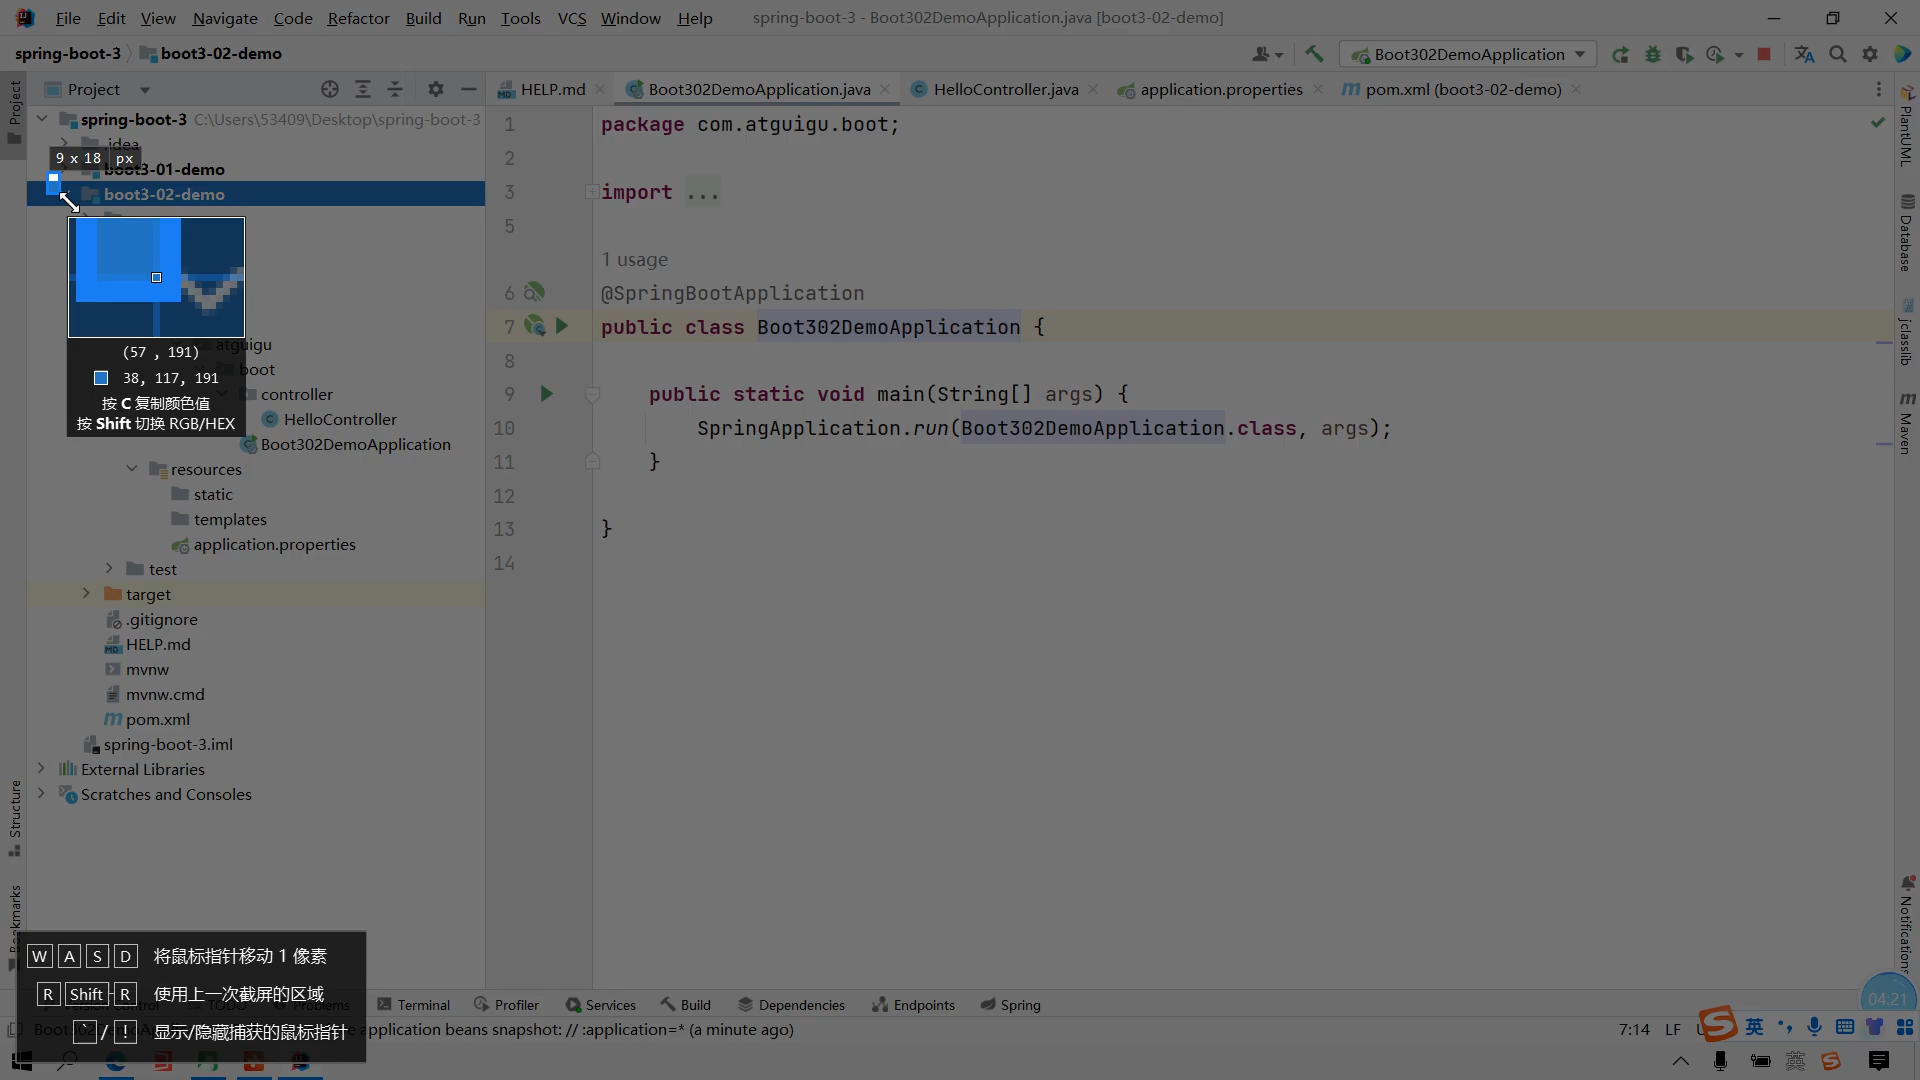 File Edit View Navigate Code Refactor Build Run Tools VCS Window Help spring-boot-3 - Boot302DemoApplication.java [boot3-02-demo]
spring-boot-3 boot3-02-demo Boot302DemoApplication
Project HELP.md Boot302DemoApplication.java HelloController.java application.properties pom.xml (boot3-02-demo)
Project
spring-boot-3 C:\Users\53409\Desktop\spring-boot-3
.idea
9 x 18 px
boot3-01-demo
boot3-02-demo
(57 , 191)
38, 117, 191
按 C 复制颜色值
按 Shift 切换 RGB/HEX
atguigu
boot
controller
HelloController
Boot302DemoApplication
resources
static
templates
application.properties
test
target
.gitignore
HELP.md
mvnw
mvnw.cmd
pom.xml
spring-boot-3.iml
External Libraries
Scratches and Consoles
Structure
Bookmarks
1 package com.atguigu.boot;
2
3 import ...
5
1 usage
6 @SpringBootApplication
7 public class Boot302DemoApplication {
8
9 public static void main(String[] args) {
10 SpringApplication.run(Boot302DemoApplication.class, args);
11 }
12
13 }
14
PlantUML
Database
jclasslib
m Maven
Notifications
W A S D 将鼠标指针移动 1 像素
R Shift - R 使用上一次截屏的区域
` / ! 显示/隐藏捕获的鼠标指针
Terminal Profiler Services Build Dependencies Endpoints Spring
application beans snapshot: // :application=* (a minute ago)
7:14 LF
04:21
英
英